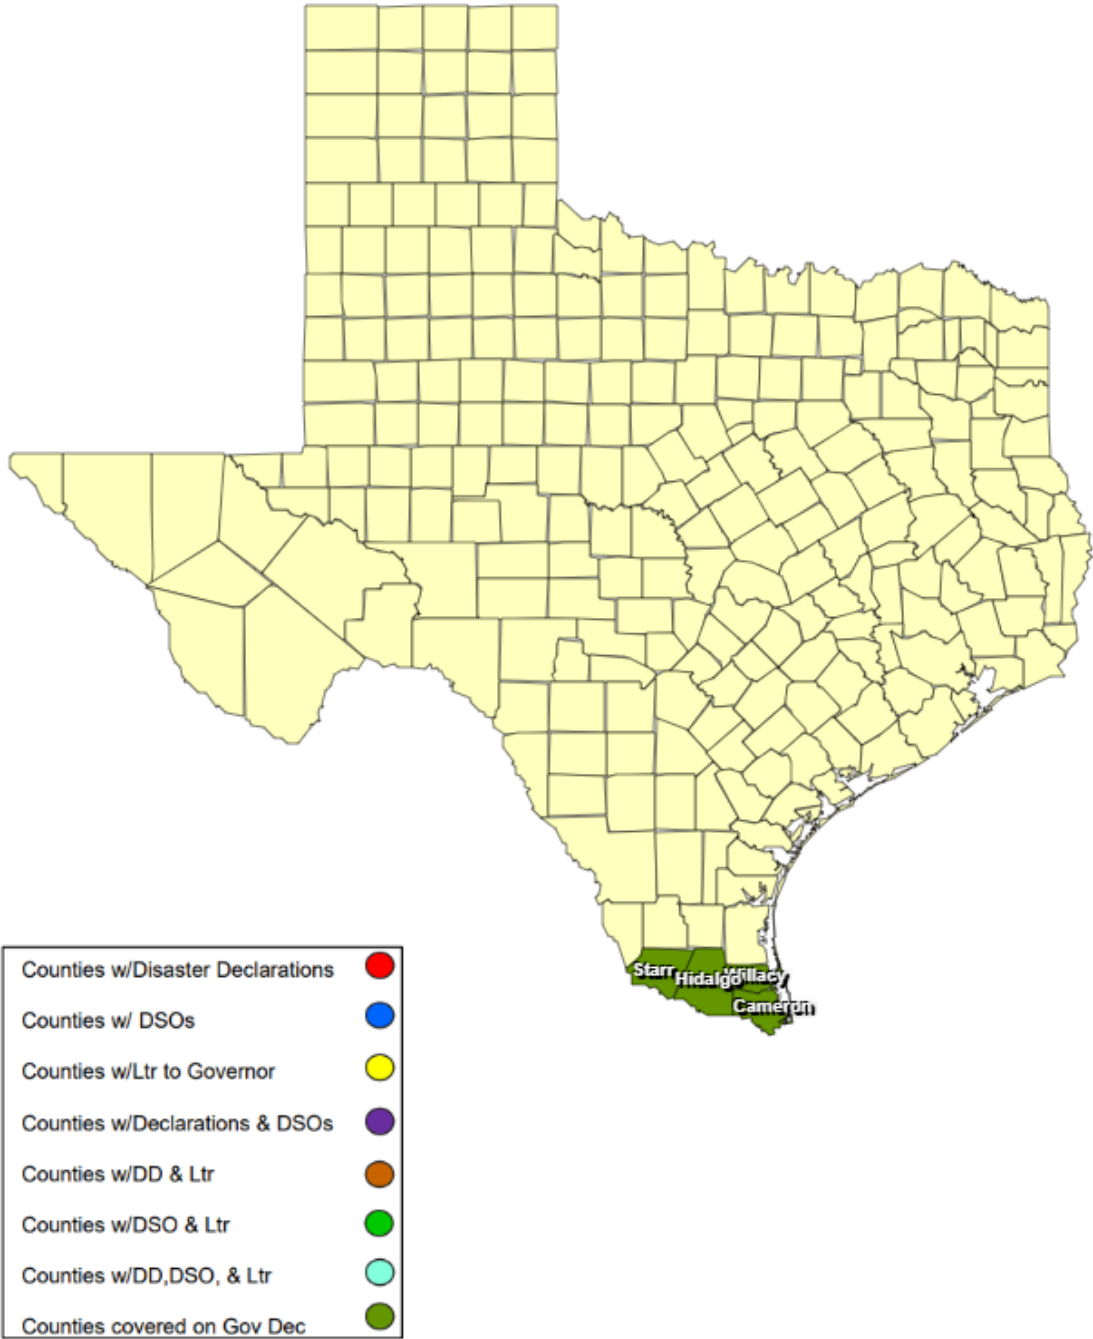 Starr
Hidalgo
Willacy
Cameron
Counties w/Disaster Declarations
Counties w/ DSOs
Counties w/Ltr to Governor
Counties w/Declarations & DSOs
Counties w/DD & Ltr
Counties w/DSO & Ltr
Counties w/DD,DSO, & Ltr
Counties covered on Gov Dec